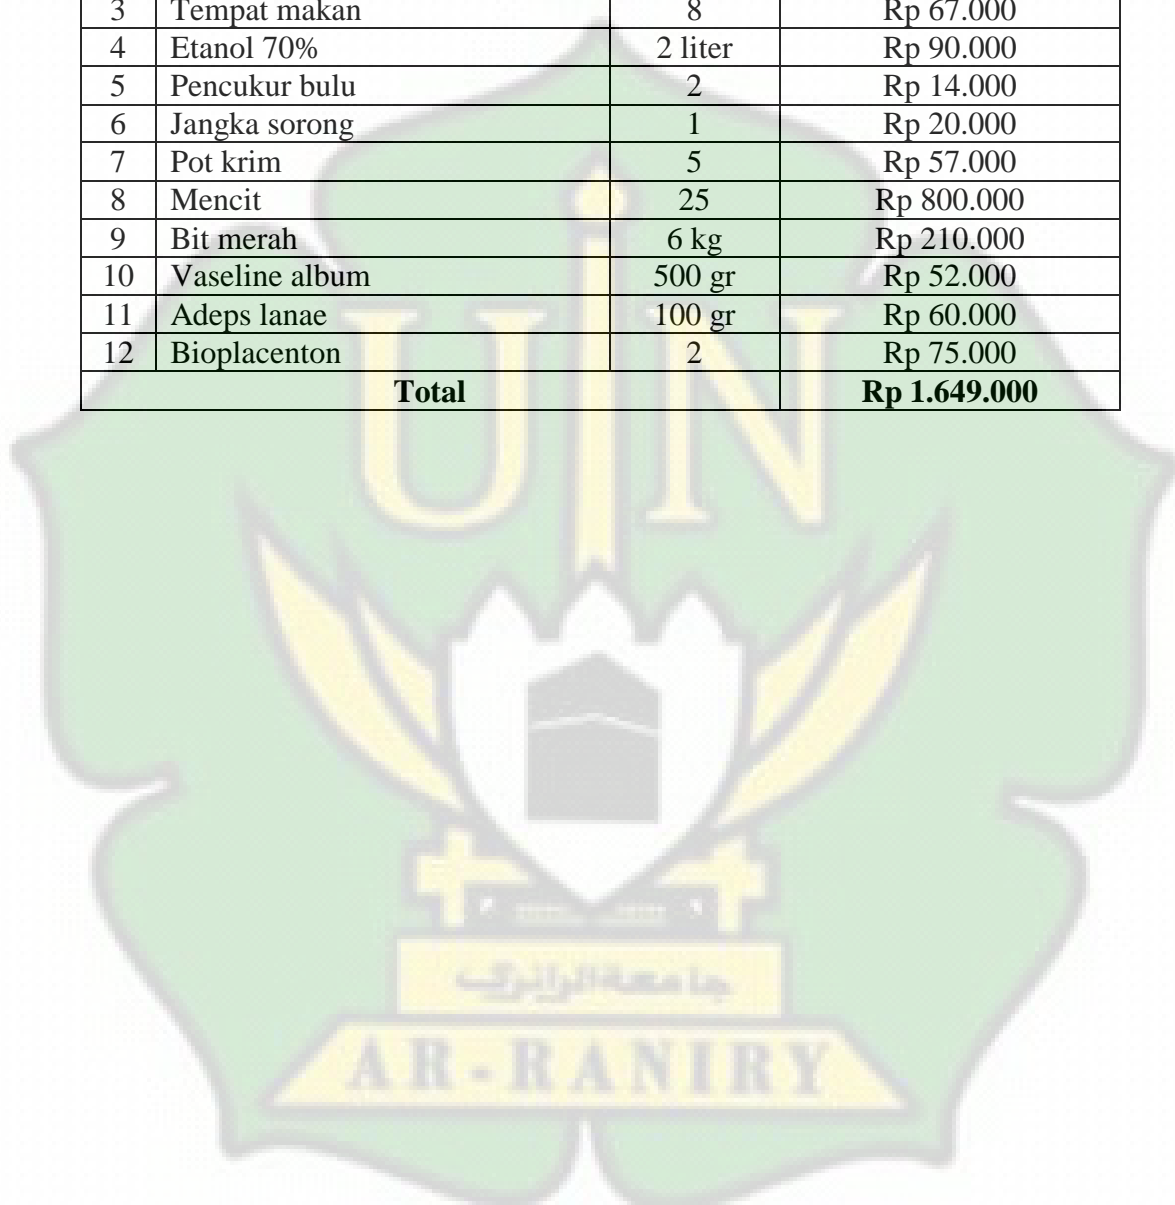 3 Tempat makan 8 Rp 67.000
4 Etanol 70% 2 liter Rp 90.000
5 Pencukur bulu 2 Rp 14.000
6 Jangka sorong 1 Rp 20.000
7 Pot krim 5 Rp 57.000
8 Mencit 25 Rp 800.000
9 Bit merah 6 kg Rp 210.000
10 Vaseline album 500 gr Rp 52.000
11 Adeps lanae 100 gr Rp 60.000
12 Bioplacenton 2 Rp 75.000
Total Rp 1.649.000
UIN
جامعة الرانري
AR-RANIRY